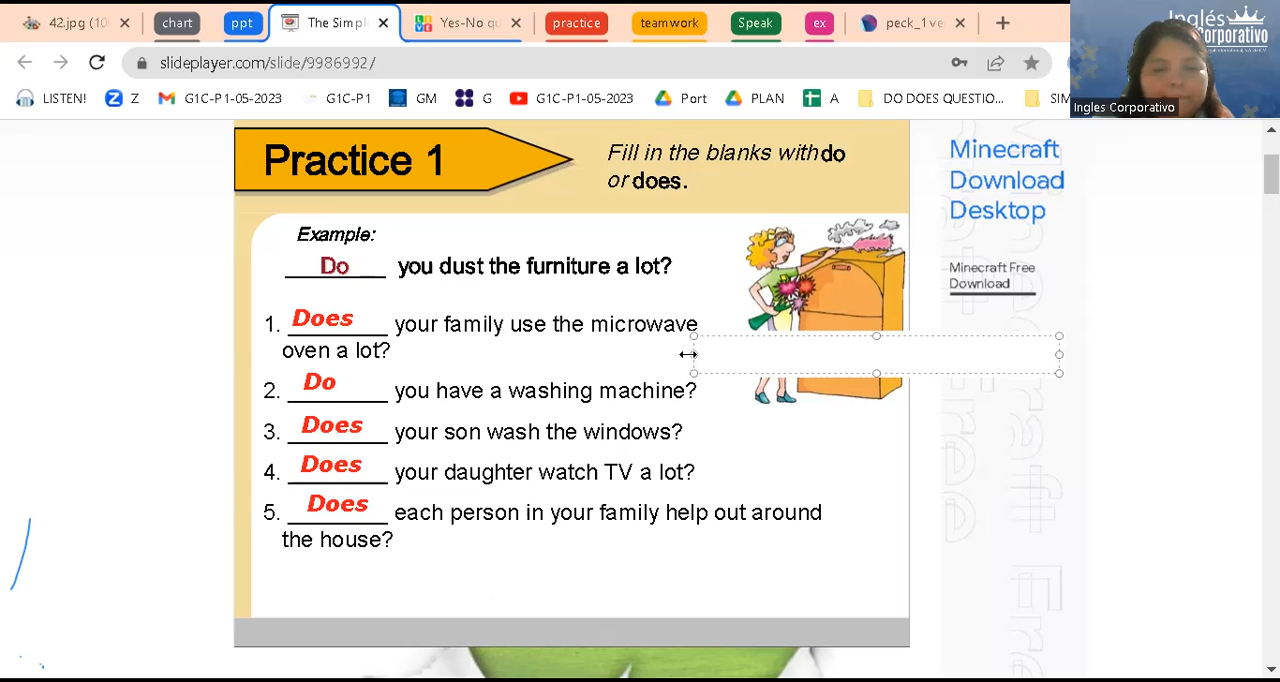 42.jpg (10
chart
ppt
The Simpl
Yes-No qu
practice
teamwork
Speak
ex
peck_1 ve
slideplayer.com/slide/9986992/
LISTEN!
Z
G1C-P1-05-2023
G1C-P1
GM
G
G1C-P1-05-2023
Port
PLAN
A
DO DOES QUESTIO...
SIM
Inglés
Corporativo
Ingles Corporativo
Practice 1
Fill in the blanks with do
or does.
Example:
Do you dust the furniture a lot?
1. Does your family use the microwave
oven a lot?
2. Do you have a washing machine?
3. Does your son wash the windows?
4. Does your daughter watch TV a lot?
5. Does each person in your family help out around
the house?
Minecraft
Download
Desktop
Minecraft Free
Download